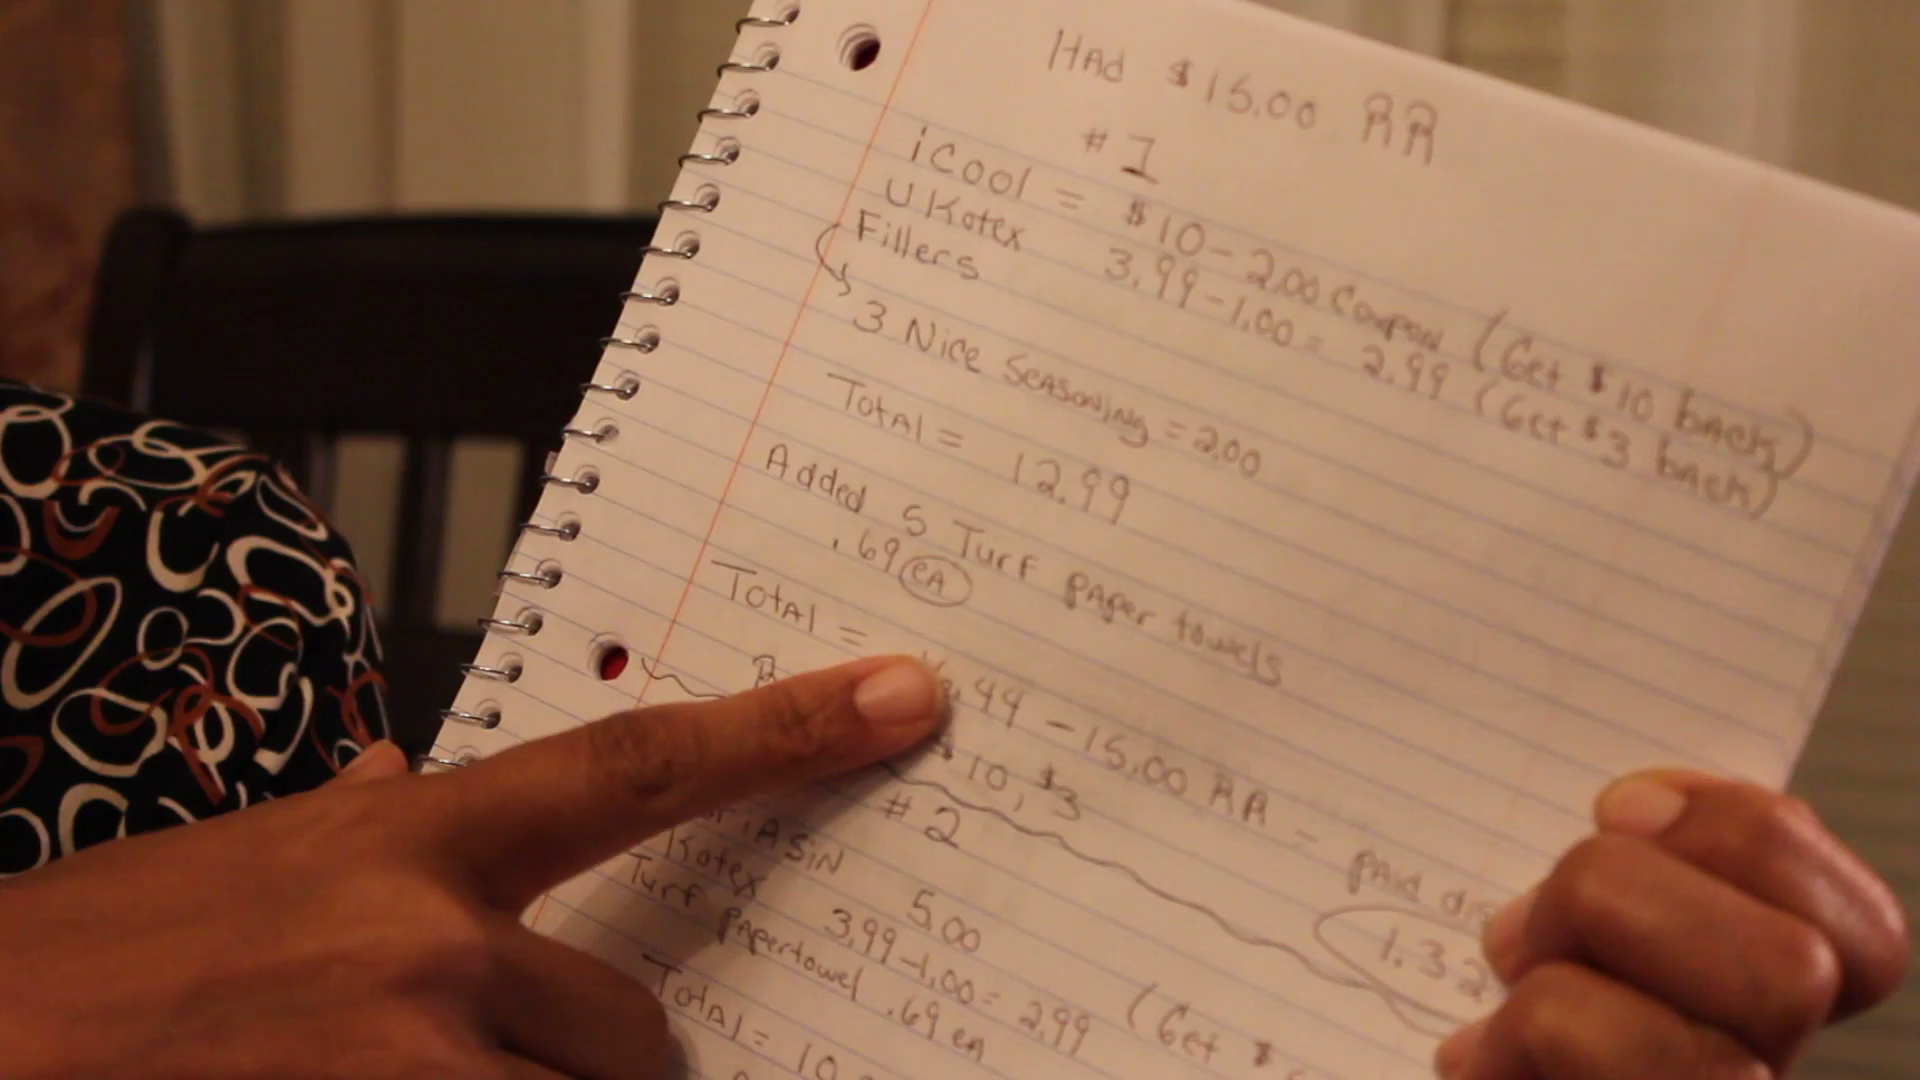 HAd $15.00 RR
#1
iCool = $10 - 2.00 Coupon (Get $10 back)
U Kotex 3.99 - 1.00 = 2.99 (Get $3 back)
Fillers
3 Nice Seasoning = 2.00
Total = 12.99
Added 5 Turf paper towels
.69 eA
Total = .44 - 15.00 RR - paid
1.32
$10, $3
#2
5.00
Kotex 3.99 - 1.00 = 2.99 (Get $
Turf papertowel .69 eA
Total = 10